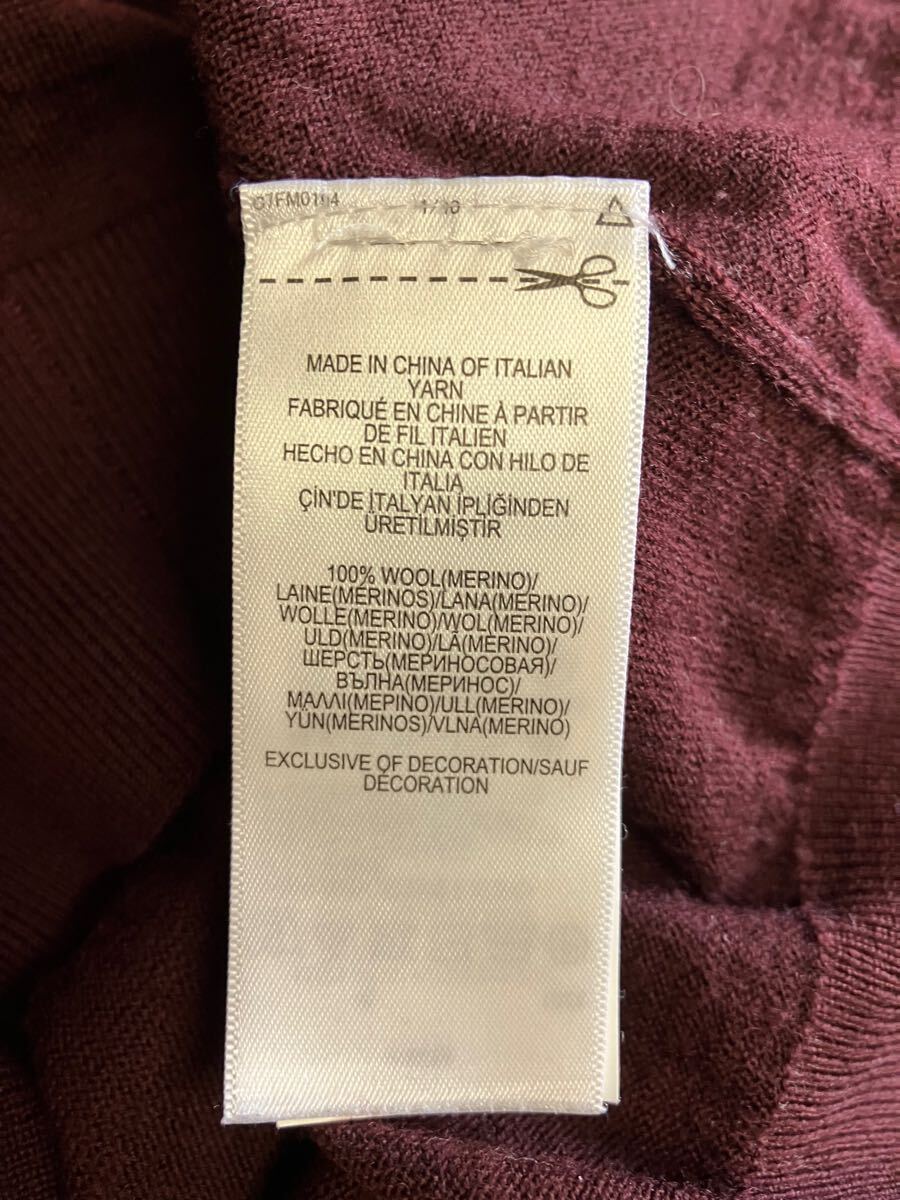 MADE IN CHINA OF ITALIAN
YARN
FABRIQUÉ EN CHINE À PARTIR
DE FIL ITALIEN
HECHO EN CHINA CON HILO DE
ITALIA
ÇİN'DE İTALYAN İPLİĞİNDEN
ÜRETİLMİŞTİR
100% WOOL(MERINO)/
LAINE(MÉRINOS)/LANA(MERINO)/
WOLLE(MERINO)/WOL(MERINO)/
ULD(MERINO)/LÃ(MERINO)/
ШЕРСТЬ(МЕРИНОСОВАЯ)/
ВЪЛНА(МЕРИНОС)/
ΜΑΛΛΙ(ΜΕΡΙΝΟ)/ULL(MERINO)/
YÜN(MERINOS)/VLNA(MERINO)
EXCLUSIVE OF DECORATION/SAUF
DÉCORATION